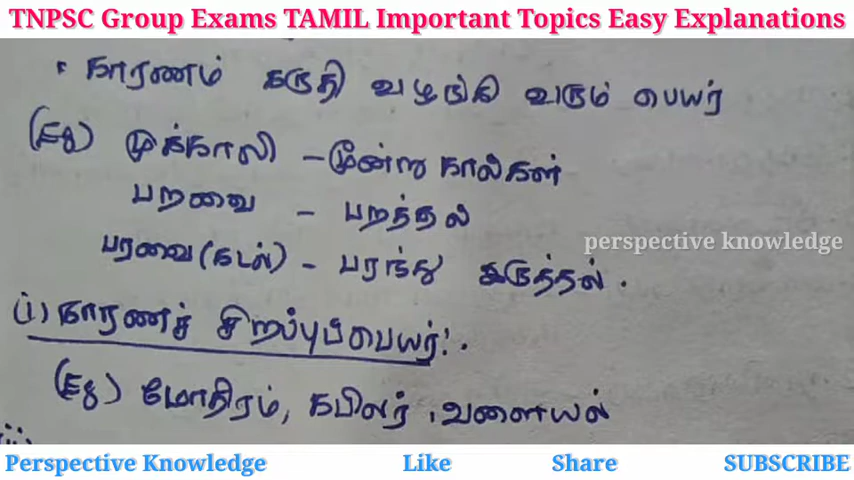 TNPSC Group Exams TAMIL Important Topics Easy Explanations
காரணம் கருதி வழங்கி வரும் பெயர்
(Eg) முக்காலி - மூன்று கால்கள்
பறவை - பறத்தல்
பரவை (கடல்) - பரந்து இருத்தல்.
i) காரணச் சிறப்புப்பெயர்:.
(Eg) மோதிரம், கபிலர், வளையல்
perspective knowledge
Perspective Knowledge Like Share SUBSCRIBE